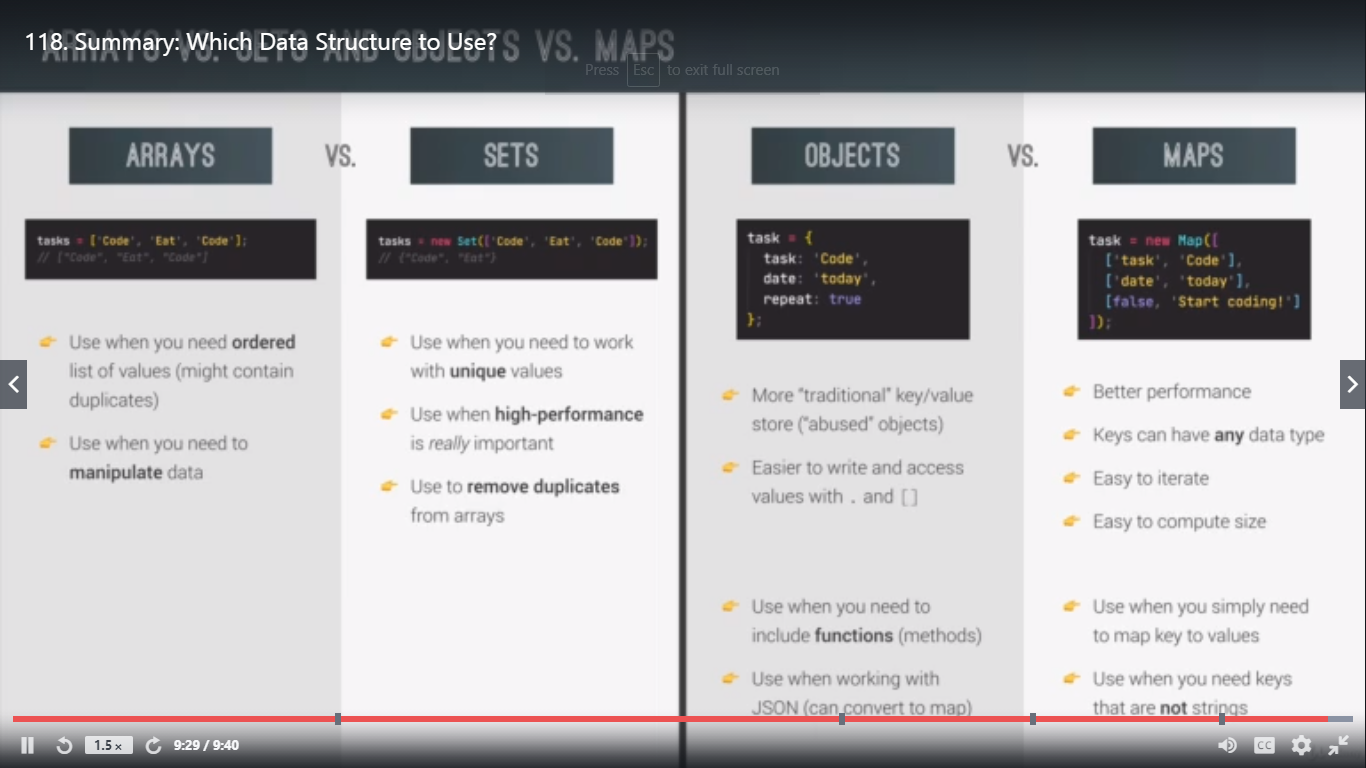 ARRAYS VS. SETS AND OBJECTS VS. MAPS
118. Summary: Which Data Structure to Use?
Press Esc to exit full screen
ARRAYS
VS.
SETS
tasks = ['Code', 'Eat', 'Code'];
// ["Code", "Eat", "Code"]
tasks = new Set(['Code', 'Eat', 'Code']);
// {"Code", "Eat"}
Use when you need ordered
list of values (might contain
duplicates)
Use when you need to
manipulate data
Use when you need to work
with unique values
Use when high-performance
is really important
Use to remove duplicates
from arrays
OBJECTS
VS.
MAPS
task = {
task: 'Code',
date: 'today',
repeat: true
};
task = new Map([
['task', 'Code'],
['date', 'today'],
[false, 'Start coding!']
]);
More "traditional" key/value
store ("abused" objects)
Easier to write and access
values with . and []
Use when you need to
include functions (methods)
Use when working with
JSON (can convert to map)
Better performance
Keys can have any data type
Easy to iterate
Easy to compute size
Use when you simply need
to map key to values
Use when you need keys
that are not strings
1.5×
9:29 / 9:40
CC